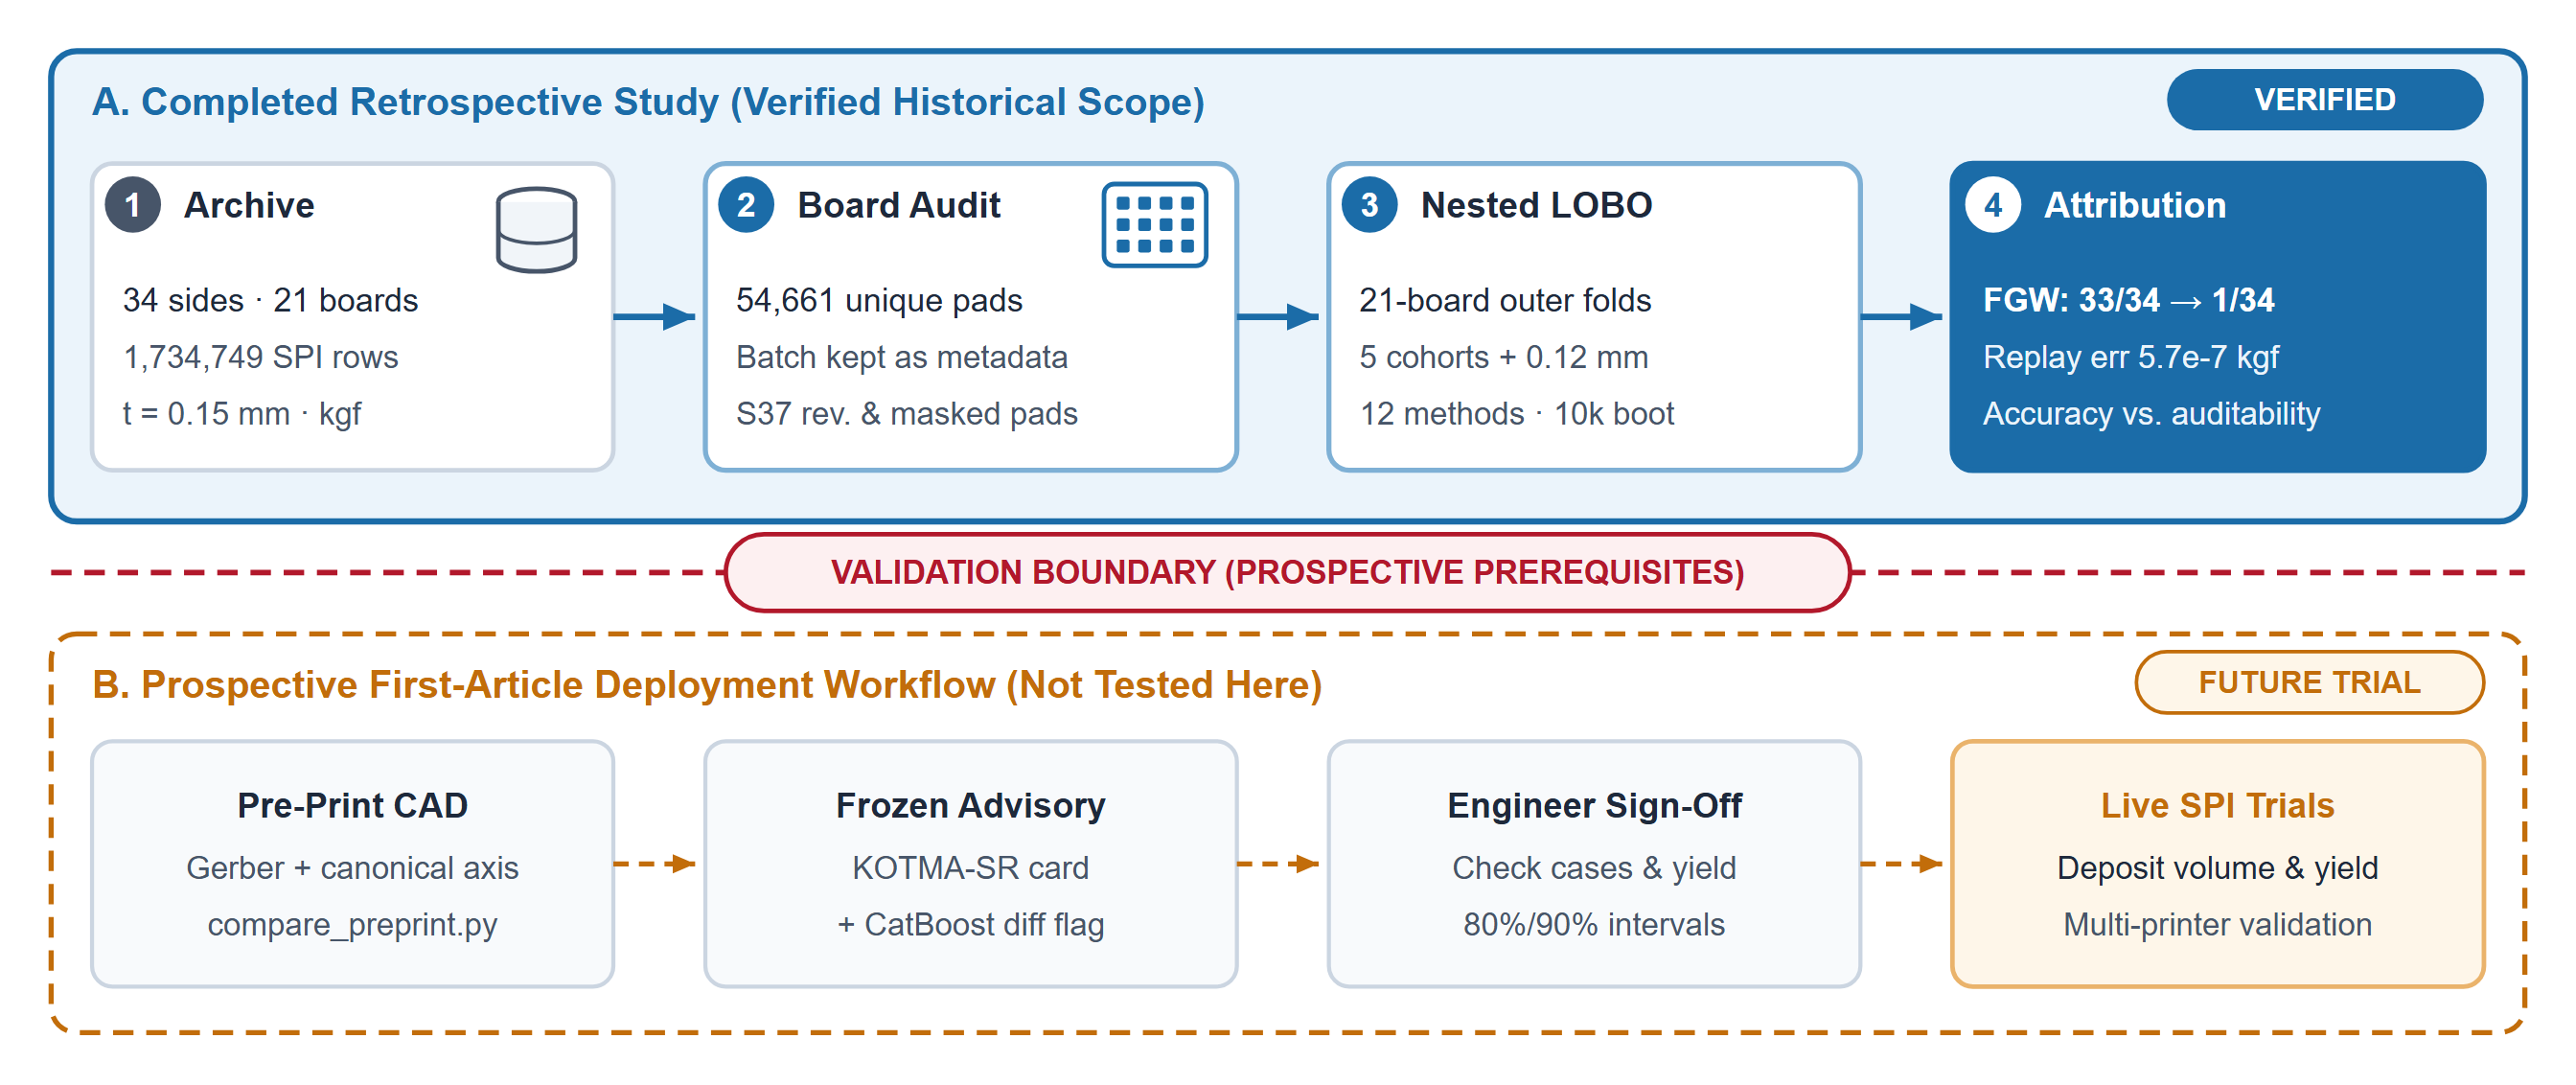 A. Completed Retrospective Study (Verified Historical Scope)
VERIFIED
1 Archive
34 sides · 21 boards
1,734,749 SPI rows
t = 0.15 mm · kgf
2 Board Audit
54,661 unique pads
Batch kept as metadata
S37 rev. & masked pads
3 Nested LOBO
21-board outer folds
5 cohorts + 0.12 mm
12 methods · 10k boot
4 Attribution
FGW: 33/34 → 1/34
Replay err 5.7e-7 kgf
Accuracy vs. auditability
VALIDATION BOUNDARY (PROSPECTIVE PREREQUISITES)
B. Prospective First-Article Deployment Workflow (Not Tested Here)
FUTURE TRIAL
Pre-Print CAD
Gerber + canonical axis
compare_preprint.py
Frozen Advisory
KOTMA-SR card
+ CatBoost diff flag
Engineer Sign-Off
Check cases & yield
80%/90% intervals
Live SPI Trials
Deposit volume & yield
Multi-printer validation